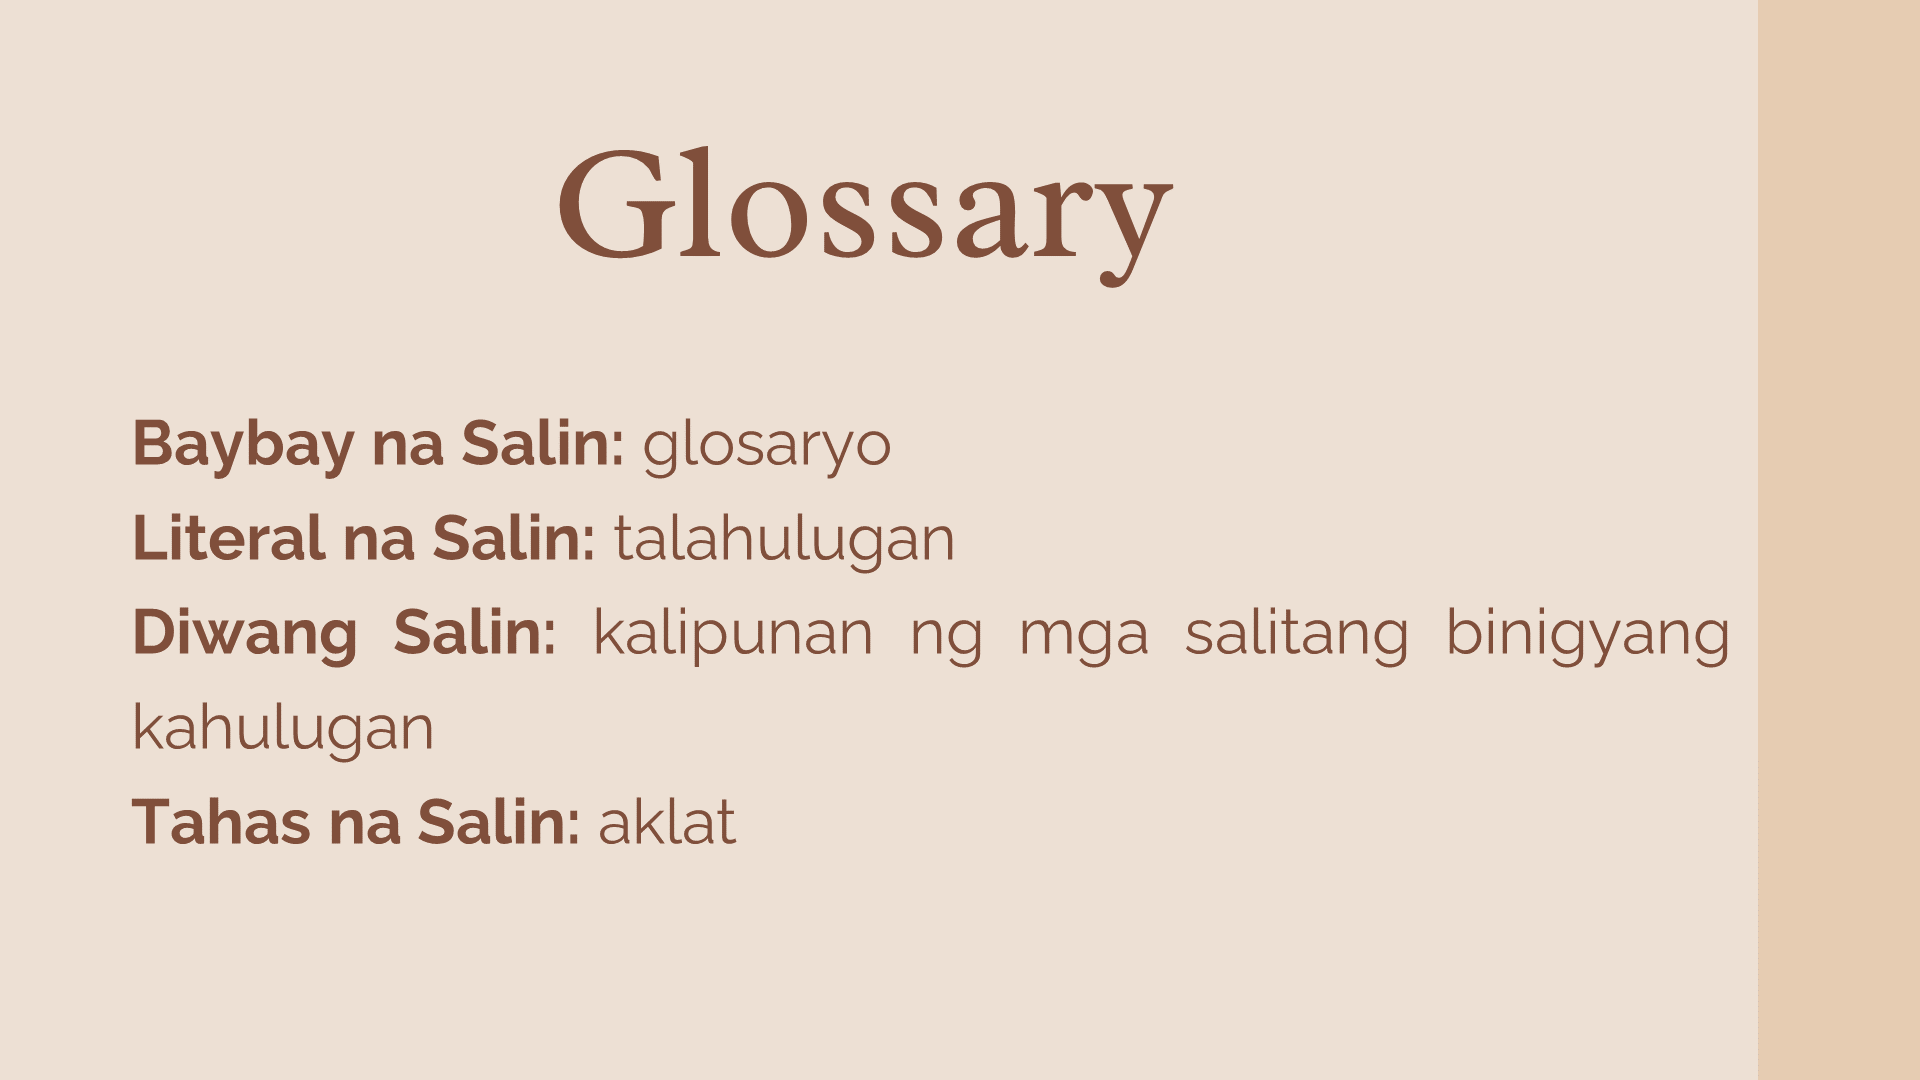 Glossary
Baybay na Salin: glosaryo
Literal na Salin: talahulugan
Diwang Salin: kalipunan ng mga salitang binigyang
kahulugan
Tahas na Salin: aklat